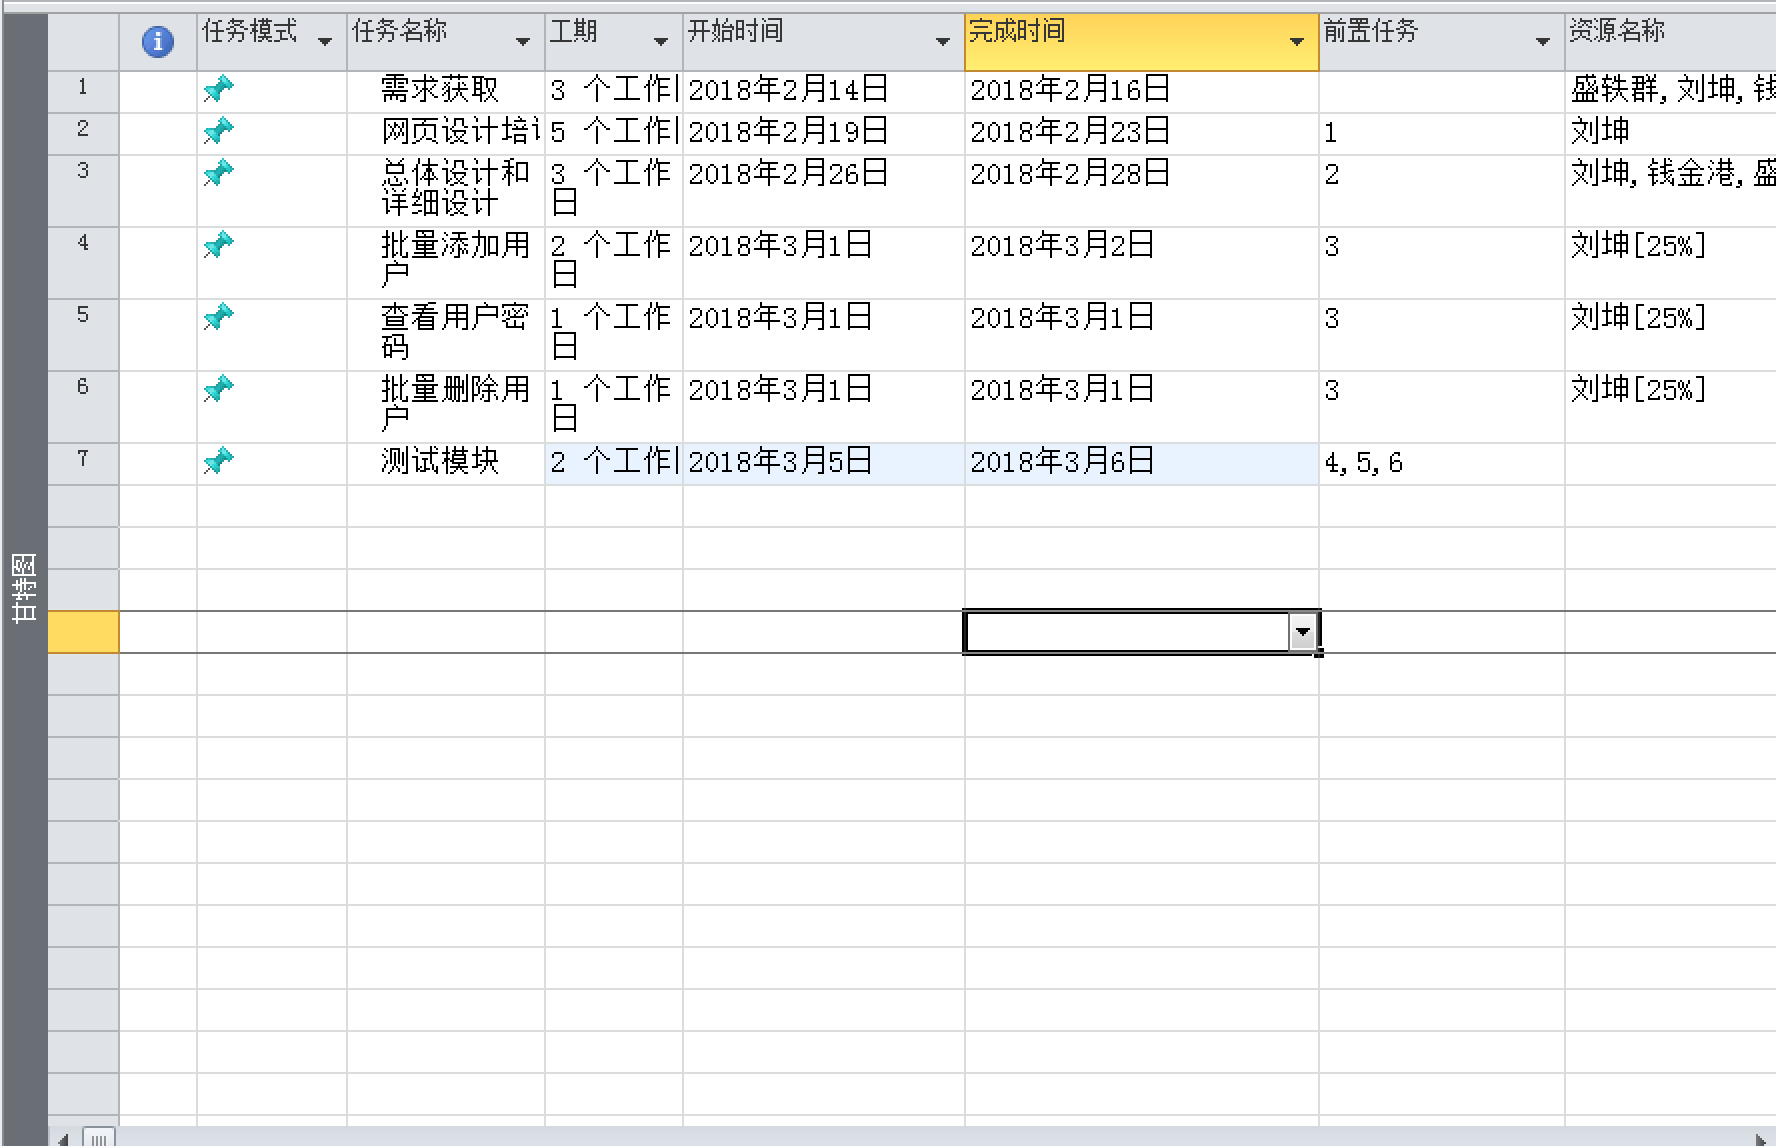 任务模式 任务名称 工期 开始时间 完成时间 前置任务 资源名称
1 需求获取 3 个工作 2018年2月14日 2018年2月16日 盛轶群,刘坤,
2 网页设计培 5 个工作 2018年2月19日 2018年2月23日 1 刘坤
3 总体设计和 3 个工作 2018年2月26日 2018年2月28日 2 刘坤,钱金港,盛
详细设计 日
4 批量添加用 2 个工作 2018年3月1日 2018年3月2日 3 刘坤[25%]
户 日
5 查看用户密 1 个工作 2018年3月1日 2018年3月1日 3 刘坤[25%]
码 日
6 批量删除用 1 个工作 2018年3月1日 2018年3月1日 3 刘坤[25%]
户 日
7 测试模块 2 个工作 2018年3月5日 2018年3月6日 4,5,6
甘特图